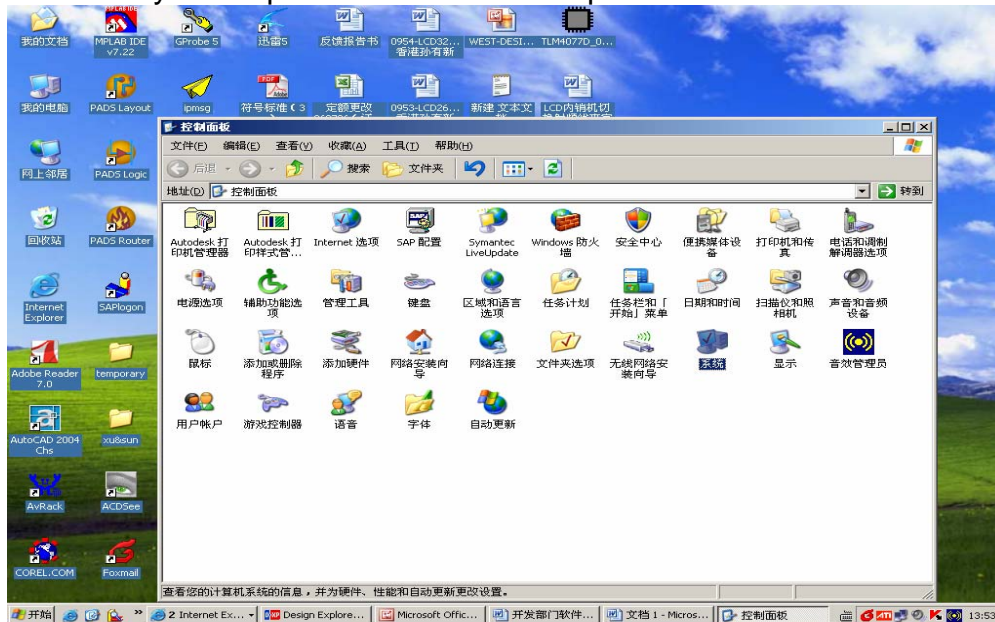 我的文档
MPLAB IDE
v7.22
GProbe 5
迅雷5
反馈报告书
0954-LCD32...
香港孙有新
WEST-DESI...
TLM4077D_0...
我的电脑
PADS Layout
ipmsg
符号标准(3
定额更改
0953-LCD26...
新建 文本文
LCD内销机切
控制面板
文件(F) 编辑(E) 查看(V) 收藏(A) 工具(T) 帮助(H)
后退 搜索 文件夹
地址(D) 控制面板 转到
网上邻居
PADS Logic
回收站
PADS Router
Internet
Explorer
SAPlogon
Adobe Reader
7.0
temporary
AutoCAD 2004
Chs
xu&sun
AvRack
ACDSee
COREL.COM
Foxmail
Autodesk 打
印机管理器
Autodesk 打
印样式管...
Internet 选项
SAP 配置
Symantec
LiveUpdate
Windows 防火
墙
安全中心
便携媒体设
备
打印机和传
真
电话和调制
解调器选项
电源选项
辅助功能选
项
管理工具
键盘
区域和语言
选项
任务计划
任务栏和「
开始」菜单
日期和时间
扫描仪和照
相机
声音和音频
设备
鼠标
添加或删除
程序
添加硬件
网络安装向
导
网络连接
文件夹选项
无线网络安
装向导
系统
显示
音效管理员
用户帐户
游戏控制器
语音
字体
自动更新
查看您的计算机系统的信息，并为硬件、性能和自动更新更改设置。
开始
2 Internet Ex...
Design Explore...
Microsoft Offic...
开发部门软件...
文档 1 - Micros...
控制面板
13:53